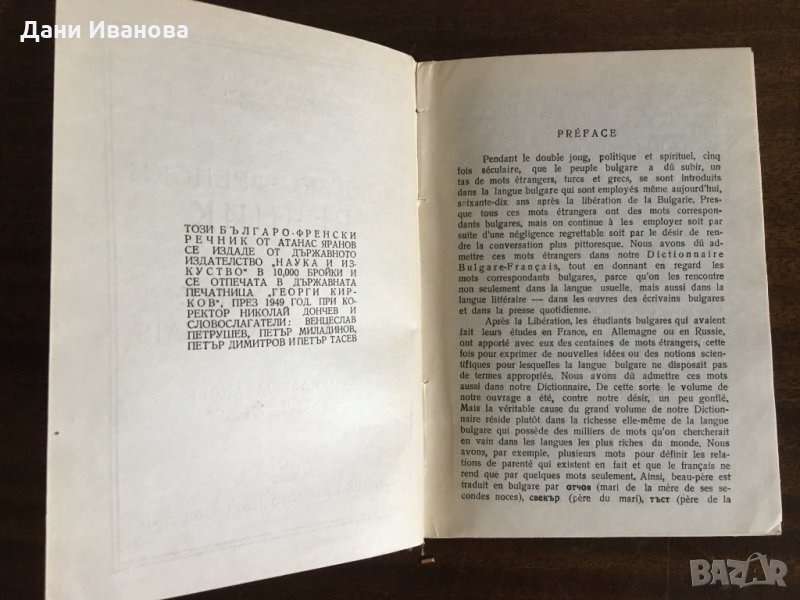 Дани Иванова
ТОЗИ БЪЛГАРО-ФРЕНСКИ
РЕЧНИК ОТ АТАНАС ЯРАНОВ
СЕ ИЗДАДЕ ОТ ДЪРЖАВНОТО
ИЗДАТЕЛСТВО „НАУКА И ИЗ-
КУСТВО“ В 10,000 БРОЙКИ И
СЕ ОТПЕЧАТА В ДЪРЖАВНАТА
ПЕЧАТНИЦА „ГЕОРГИ КИР-
КОВ“, ПРЕЗ 1949 ГОД. ПРИ КО-
РЕКТОР НИКОЛАЙ ДОНЧЕВ И
СЛОВОСЛАГАТЕЛИ: ВЕНЦЕСЛАВ
ПЕТРУШЕВ, ПЕТЪР МИЛАДИНОВ,
ПЕТЪР ДИМИТРОВ И ПЕТЪР ТАСЕВ
PRÉFACE
Pendant le double joug, politique et spirituel, cinq
fois séculaire, que le peuple bulgare a dû subir, un
tas de mots étrangers, turcs et grecs, se sont introduits
dans la langue bulgare qui sont employés même aujourd'hui,
soixante-dix ans après la libération de la Bulgarie. Pres-
que tous ces mots étrangers ont des mots correspon-
dants bulgares, mais on continue à les employer soit par
suite d'une négligence regrettable soit par le désir de ren-
dre la conversation plus pittoresque. Nous avons dû ad-
mettre ces mots étrangers dans notre Dictionnaire
Bulgare-Français, tout en donnant en regard les
mots correspondants bulgares, parce qu'on les rencontre
non seulement dans la langue usuelle, mais aussi dans
la langue littéraire — dans les œuvres des écrivains bulgares
et dans la presse quotidienne.
Après la Libération, les étudiants bulgares qui avaient
fait leurs études en France, en Allemagne ou en Russie,
ont apporté avec eux des centaines de mots étrangers, cette
fois pour exprimer de nouvelles idées ou des notions scien-
tifiques pour lesquelles la langue bulgare ne disposait pas
de termes appropriés. Nous avons dû admettre ces mots
aussi dans notre Dictionnaire. De cette sorte le volume de
notre ouvrage a été, contre notre désir, un peu gonflé.
Mais la véritable cause du grand volume de notre Diction-
naire réside plutôt dans la richesse elle-même de la langue
bulgare qui possède des milliers de mots qu'on chercherait
en vain dans les langues les plus riches du monde. Nous
avons, par exemple, plusieurs mots pour définir les rela-
tions de parenté qui existent en fait et que le français ne
rend que par quelques mots seulement. Ainsi, beau-père est
traduit en bulgare par отчов (mari de la mère de ses se-
condes noces), свекър (père du mari), тъст (père de la
BAZAR